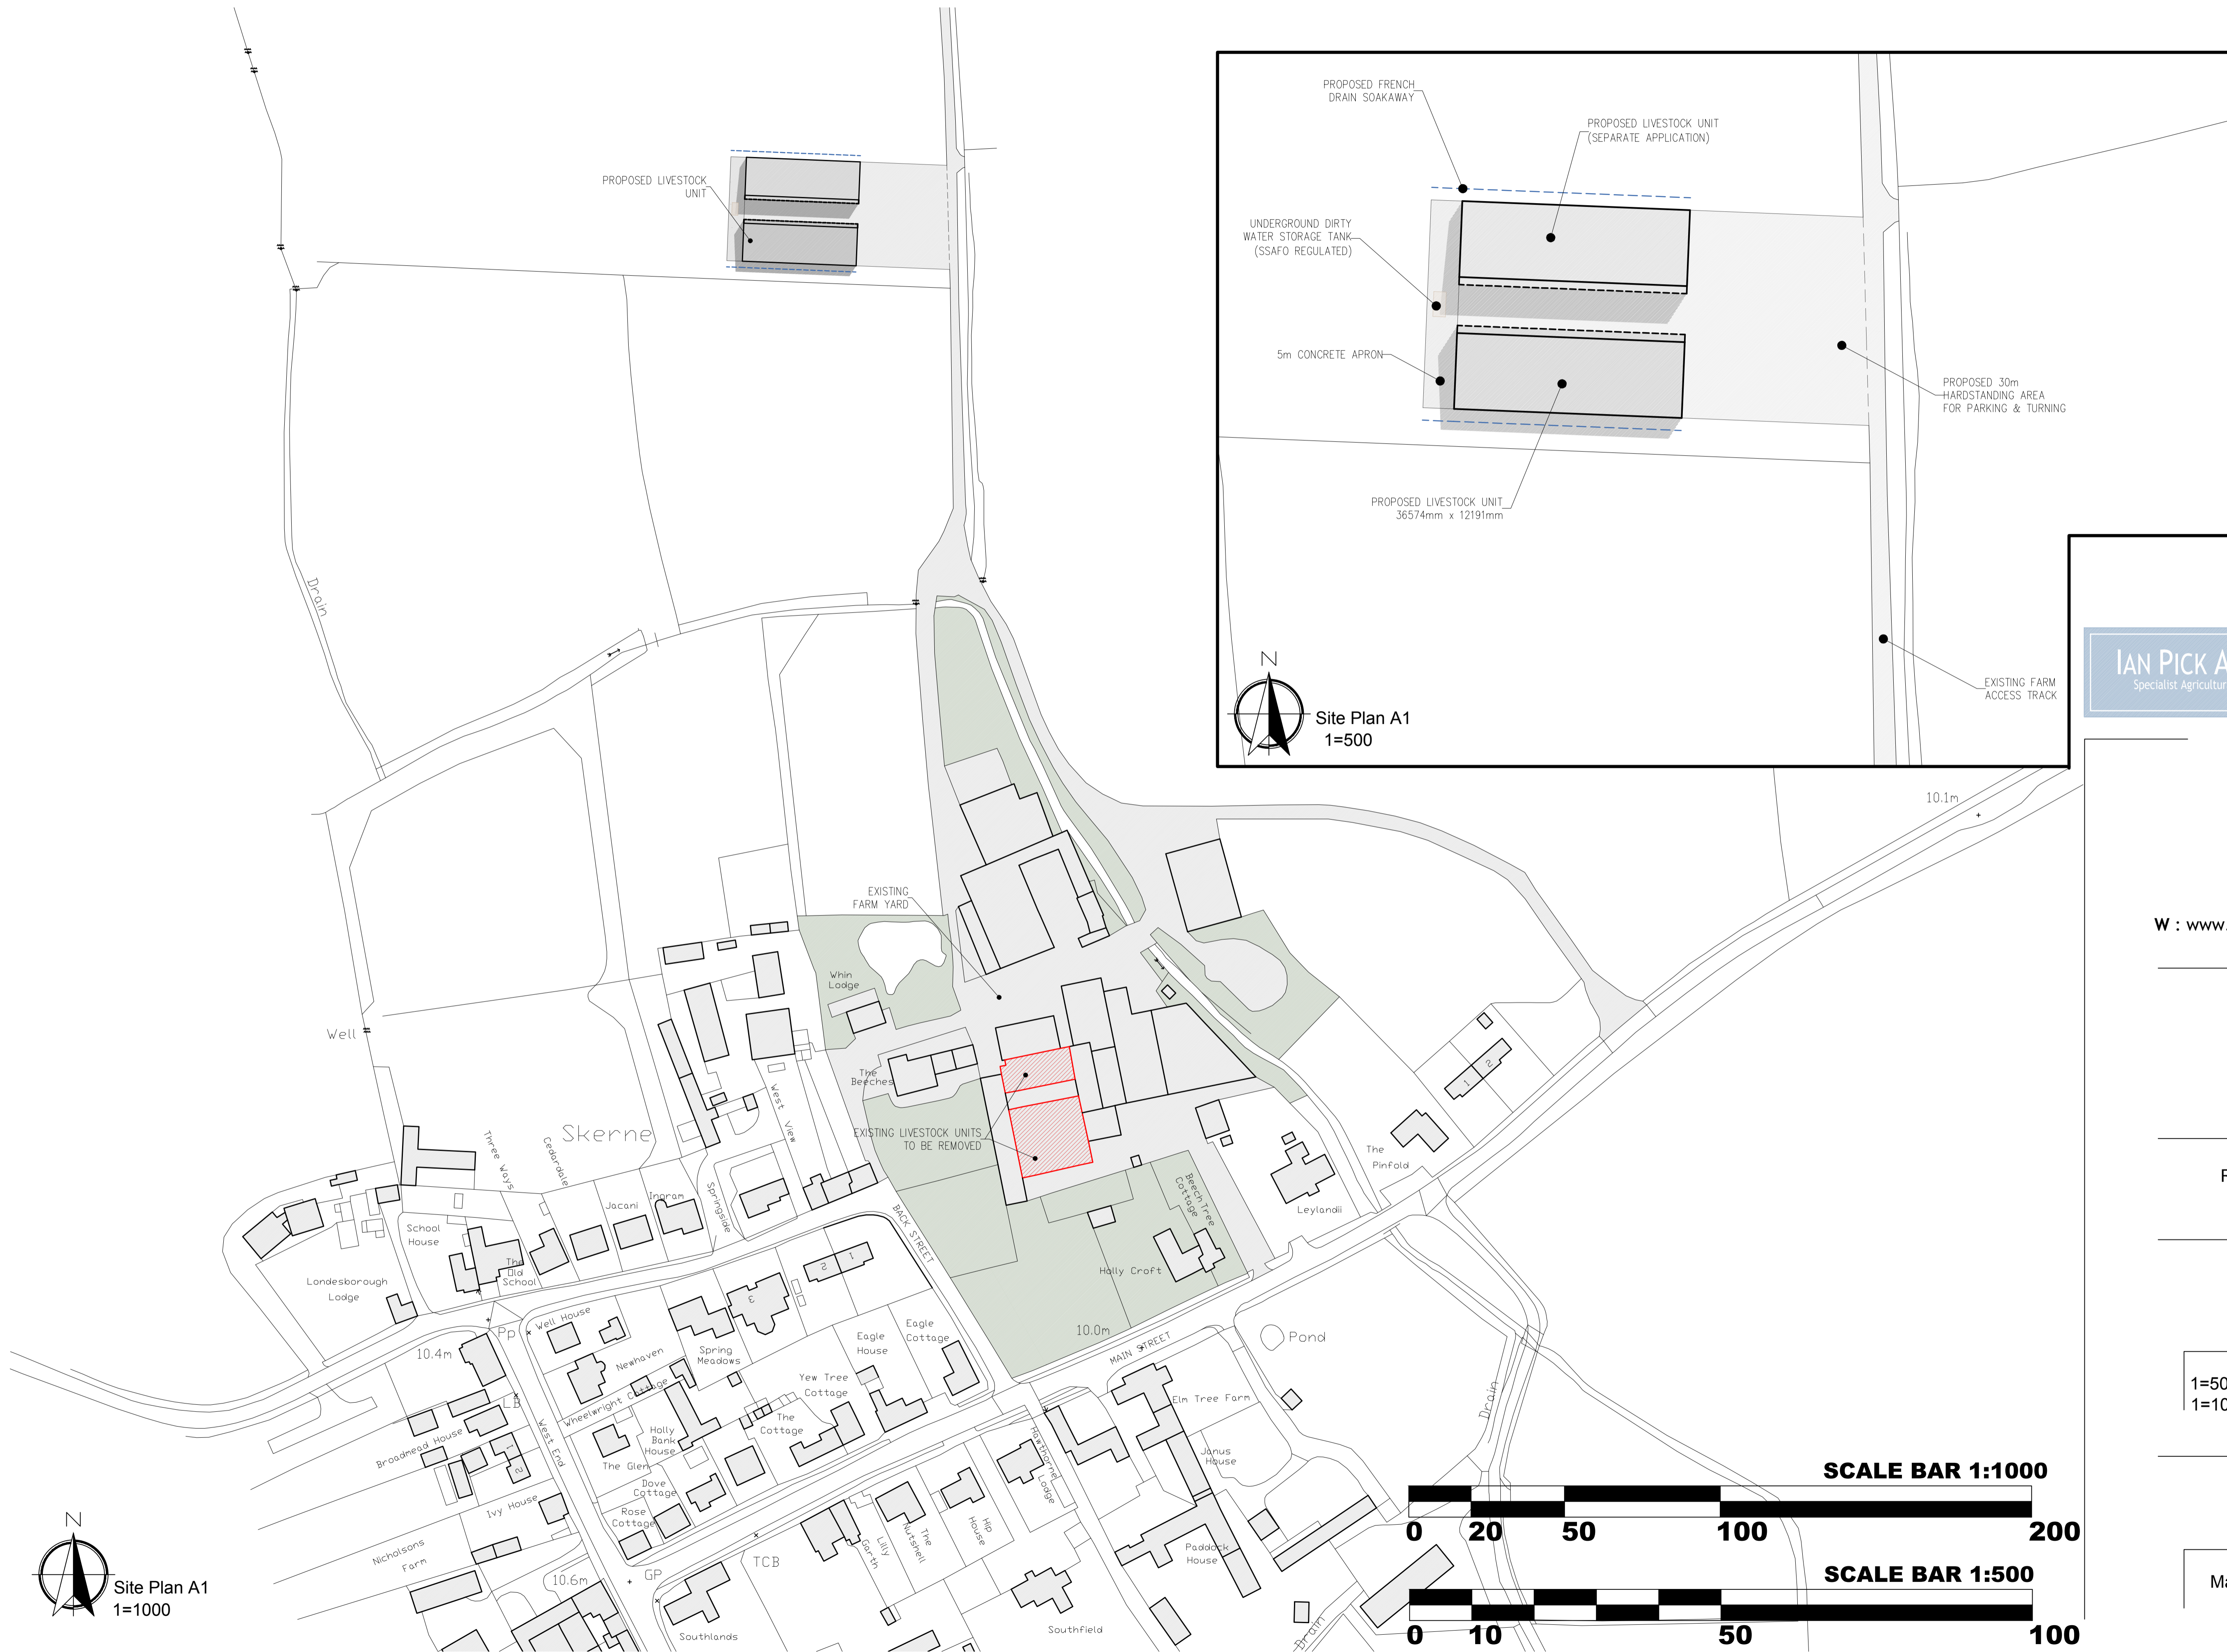 PROPOSED LIVESTOCK
UNIT
PROPOSED FRENCH
DRAIN SOAKAWAY
PROPOSED LIVESTOCK UNIT
(SEPARATE APPLICATION)
UNDERGROUND DIRTY
WATER STORAGE TANK
(SSAFO REGULATED)
5m CONCRETE APRON
PROPOSED 30m
HARDSTANDING AREA
FOR PARKING & TURNING
PROPOSED LIVESTOCK UNIT
36574mm x 12191mm
EXISTING FARM
ACCESS TRACK
N
Site Plan A1
1=500
IAN PICK A
Specialist Agricultur
W : www.
F
1=50
1=10
Ma
Drain
10.1m
EXISTING
FARM YARD
Whin
Lodge
The
Beeches
Well
Skerne
West View
EXISTING LIVESTOCK UNITS
TO BE REMOVED
Three Ways
Cedardale
Jacani
Ingram
Springside
School
House
The
Old
School
Londesborough
Lodge
BACK STREET
Beech Tree
Cottage
Holly Croft
Leylandii
The
Pinfold
1
2
Pp
10.4m
Well House
Newhaven
Spring
Meadows
3
2
1
Eagle
House
Eagle
Cottage
10.0m
MAIN STREET
Pond
LB
West End
Wheelwright Cottage
Yew Tree
Cottage
The
Cottage
Holly
Bank
House
The Glen
Dove
Cottage
Rose
Cottage
Broadmead House
1
2
Ivy House
Nicholsons
Farm
10.6m
GP
TCB
Southlands
Lilly
Garth
The
Nutshell
Hip
House
Hawthorne
Lodge
Elm Tree Farm
Janus
House
Paddock
House
Southfield
Drain
Drain
N
Site Plan A1
1=1000
SCALE BAR 1:1000
0 20 50 100 200
SCALE BAR 1:500
0 10 50 100